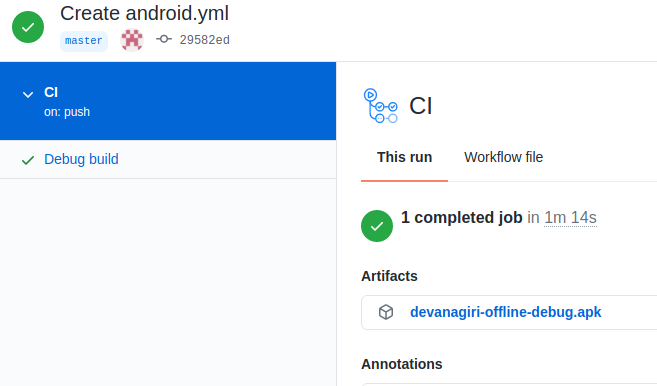 Create android.yml
master 29582ed
CI
on: push
Debug build
CI
This run Workflow file
1 completed job in 1m 14s
Artifacts
devanagiri-offline-debug.apk
Annotations